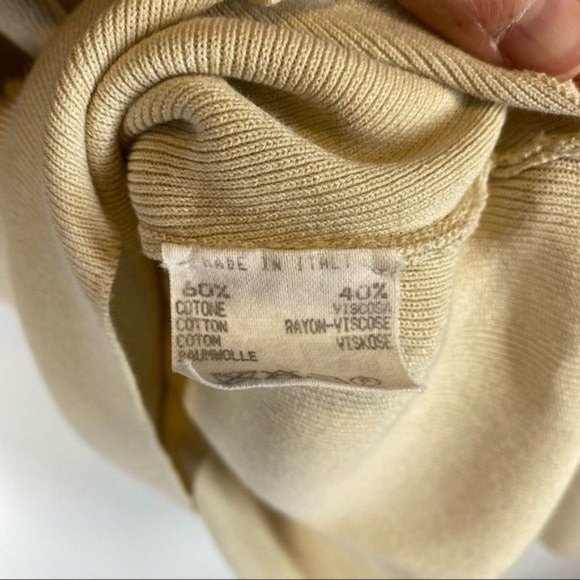 MADE IN ITALY
60% 40%
COTONE VISCOSA
COTTON RAYON-VISCOSE
COTON VISKOSE
BAUMWOLLE